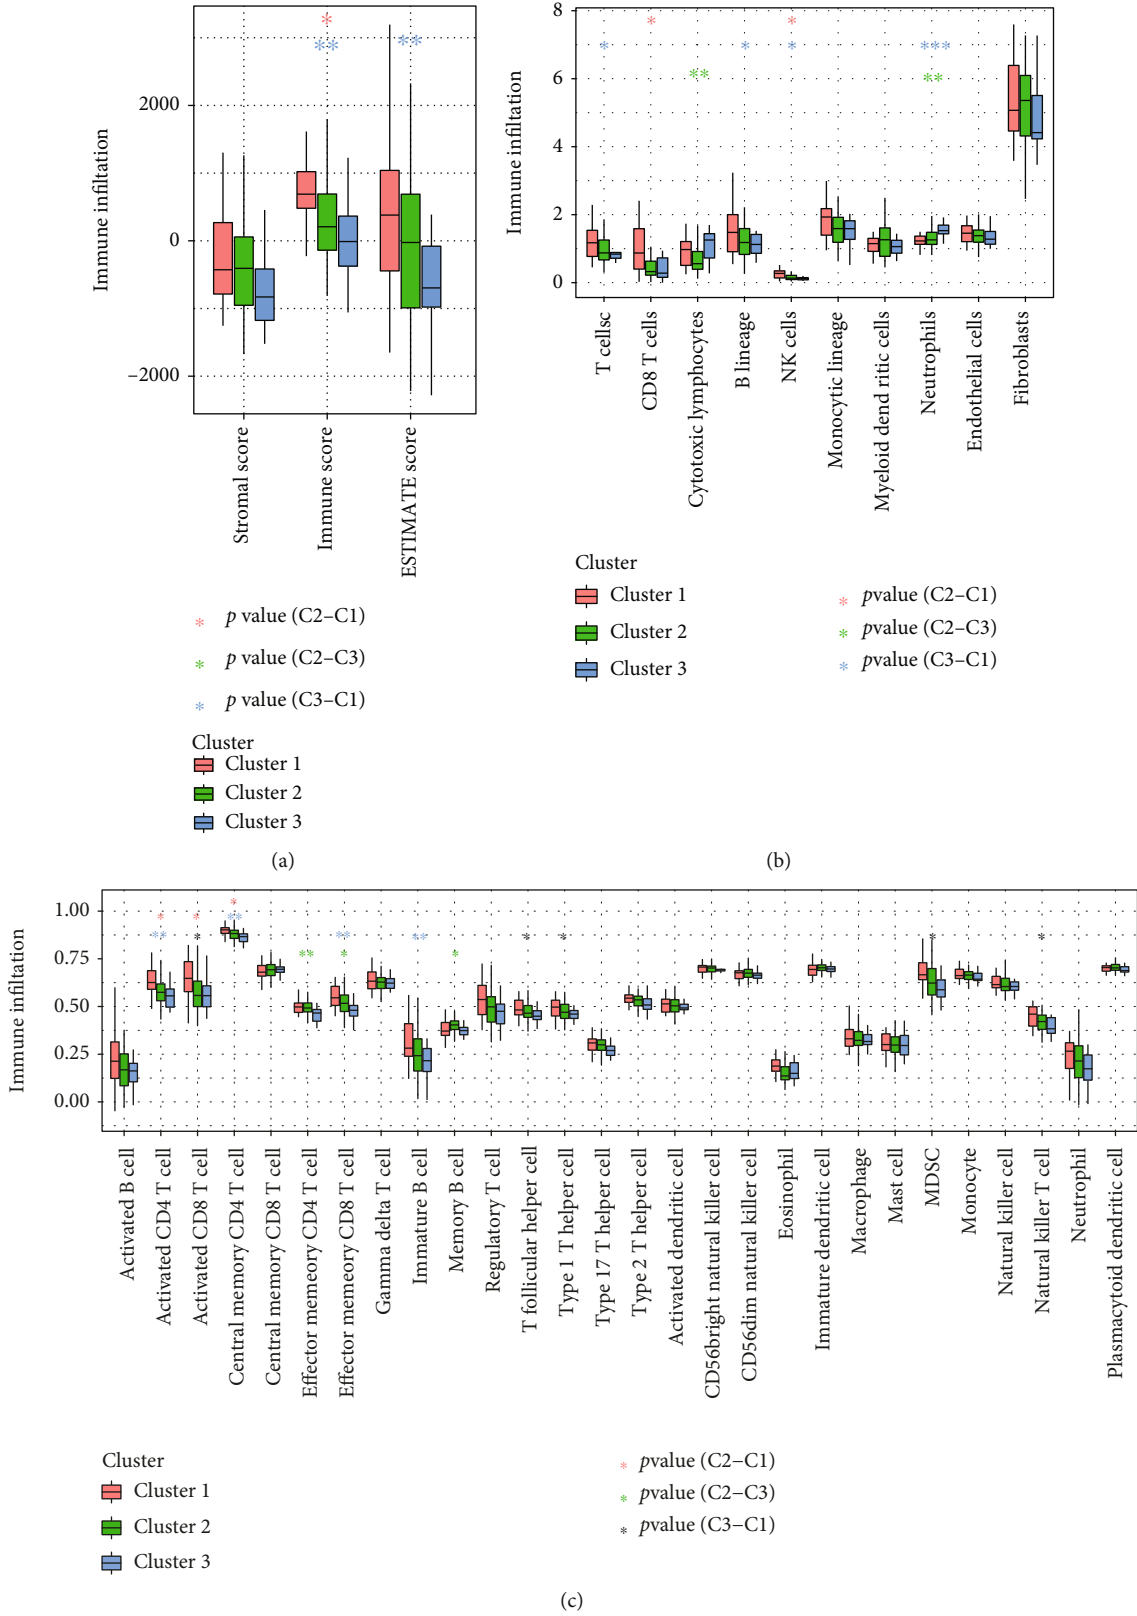 Immune infiltation
2000
0
−2000
* **
**
Stromal score
Immune score
ESTIMATE score
* p value (C2–C1)
* p value (C2–C3)
* p value (C3–C1)
Cluster
Cluster 1
Cluster 2
Cluster 3
(a)
Immune infiltation
8
6
4
2
0
* * *
* * * ***
** **
T cellsc
CD8 T cells
Cytotoxic lymphocytes
B lineage
NK cells
Monocytic lineage
Myeloid dend ritic cells
Neutrophils
Endothelial cells
Fibroblasts
Cluster
Cluster 1
Cluster 2
Cluster 3
* pvalue (C2–C1)
* pvalue (C2–C3)
* pvalue (C3–C1)
(b)
Immune infiltation
1.00
0.75
0.50
0.25
0.00
*
* * **
** * ** ** * * * *
** * *
Activated B cell
Activated CD4 T cell
Activated CD8 T cell
Central memory CD4 T cell
Central memory CD8 T cell
Effector memeory CD4 T cell
Effector memeory CD8 T cell
Gamma delta T cell
Immature B cell
Memory B cell
Regulatory T cell
T follicular helper cell
Type 1 T helper cell
Type 17 T helper cell
Type 2 T helper cell
Activated dendritic cell
CD56bright natural killer cell
CD56dim natural killer cell
Eosinophil
Immature dendritic cell
Macrophage
Mast cell
MDSC
Monocyte
Natural killer cell
Natural killer T cell
Neutrophil
Plasmacytoid dendritic cell
Cluster
Cluster 1
Cluster 2
Cluster 3
* pvalue (C2−C1)
* pvalue (C2−C3)
* pvalue (C3−C1)
(c)